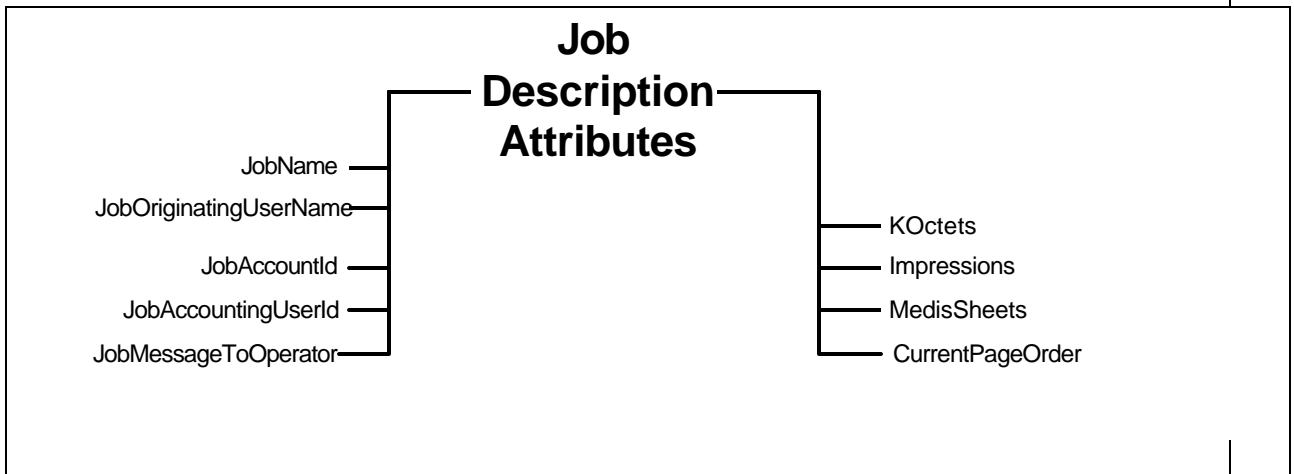 Job
Description
Attributes
JobName
JobOriginatingUserName
JobAccountId
JobAccountingUserId
JobMessageToOperator
KOctets
Impressions
MedisSheets
CurrentPageOrder